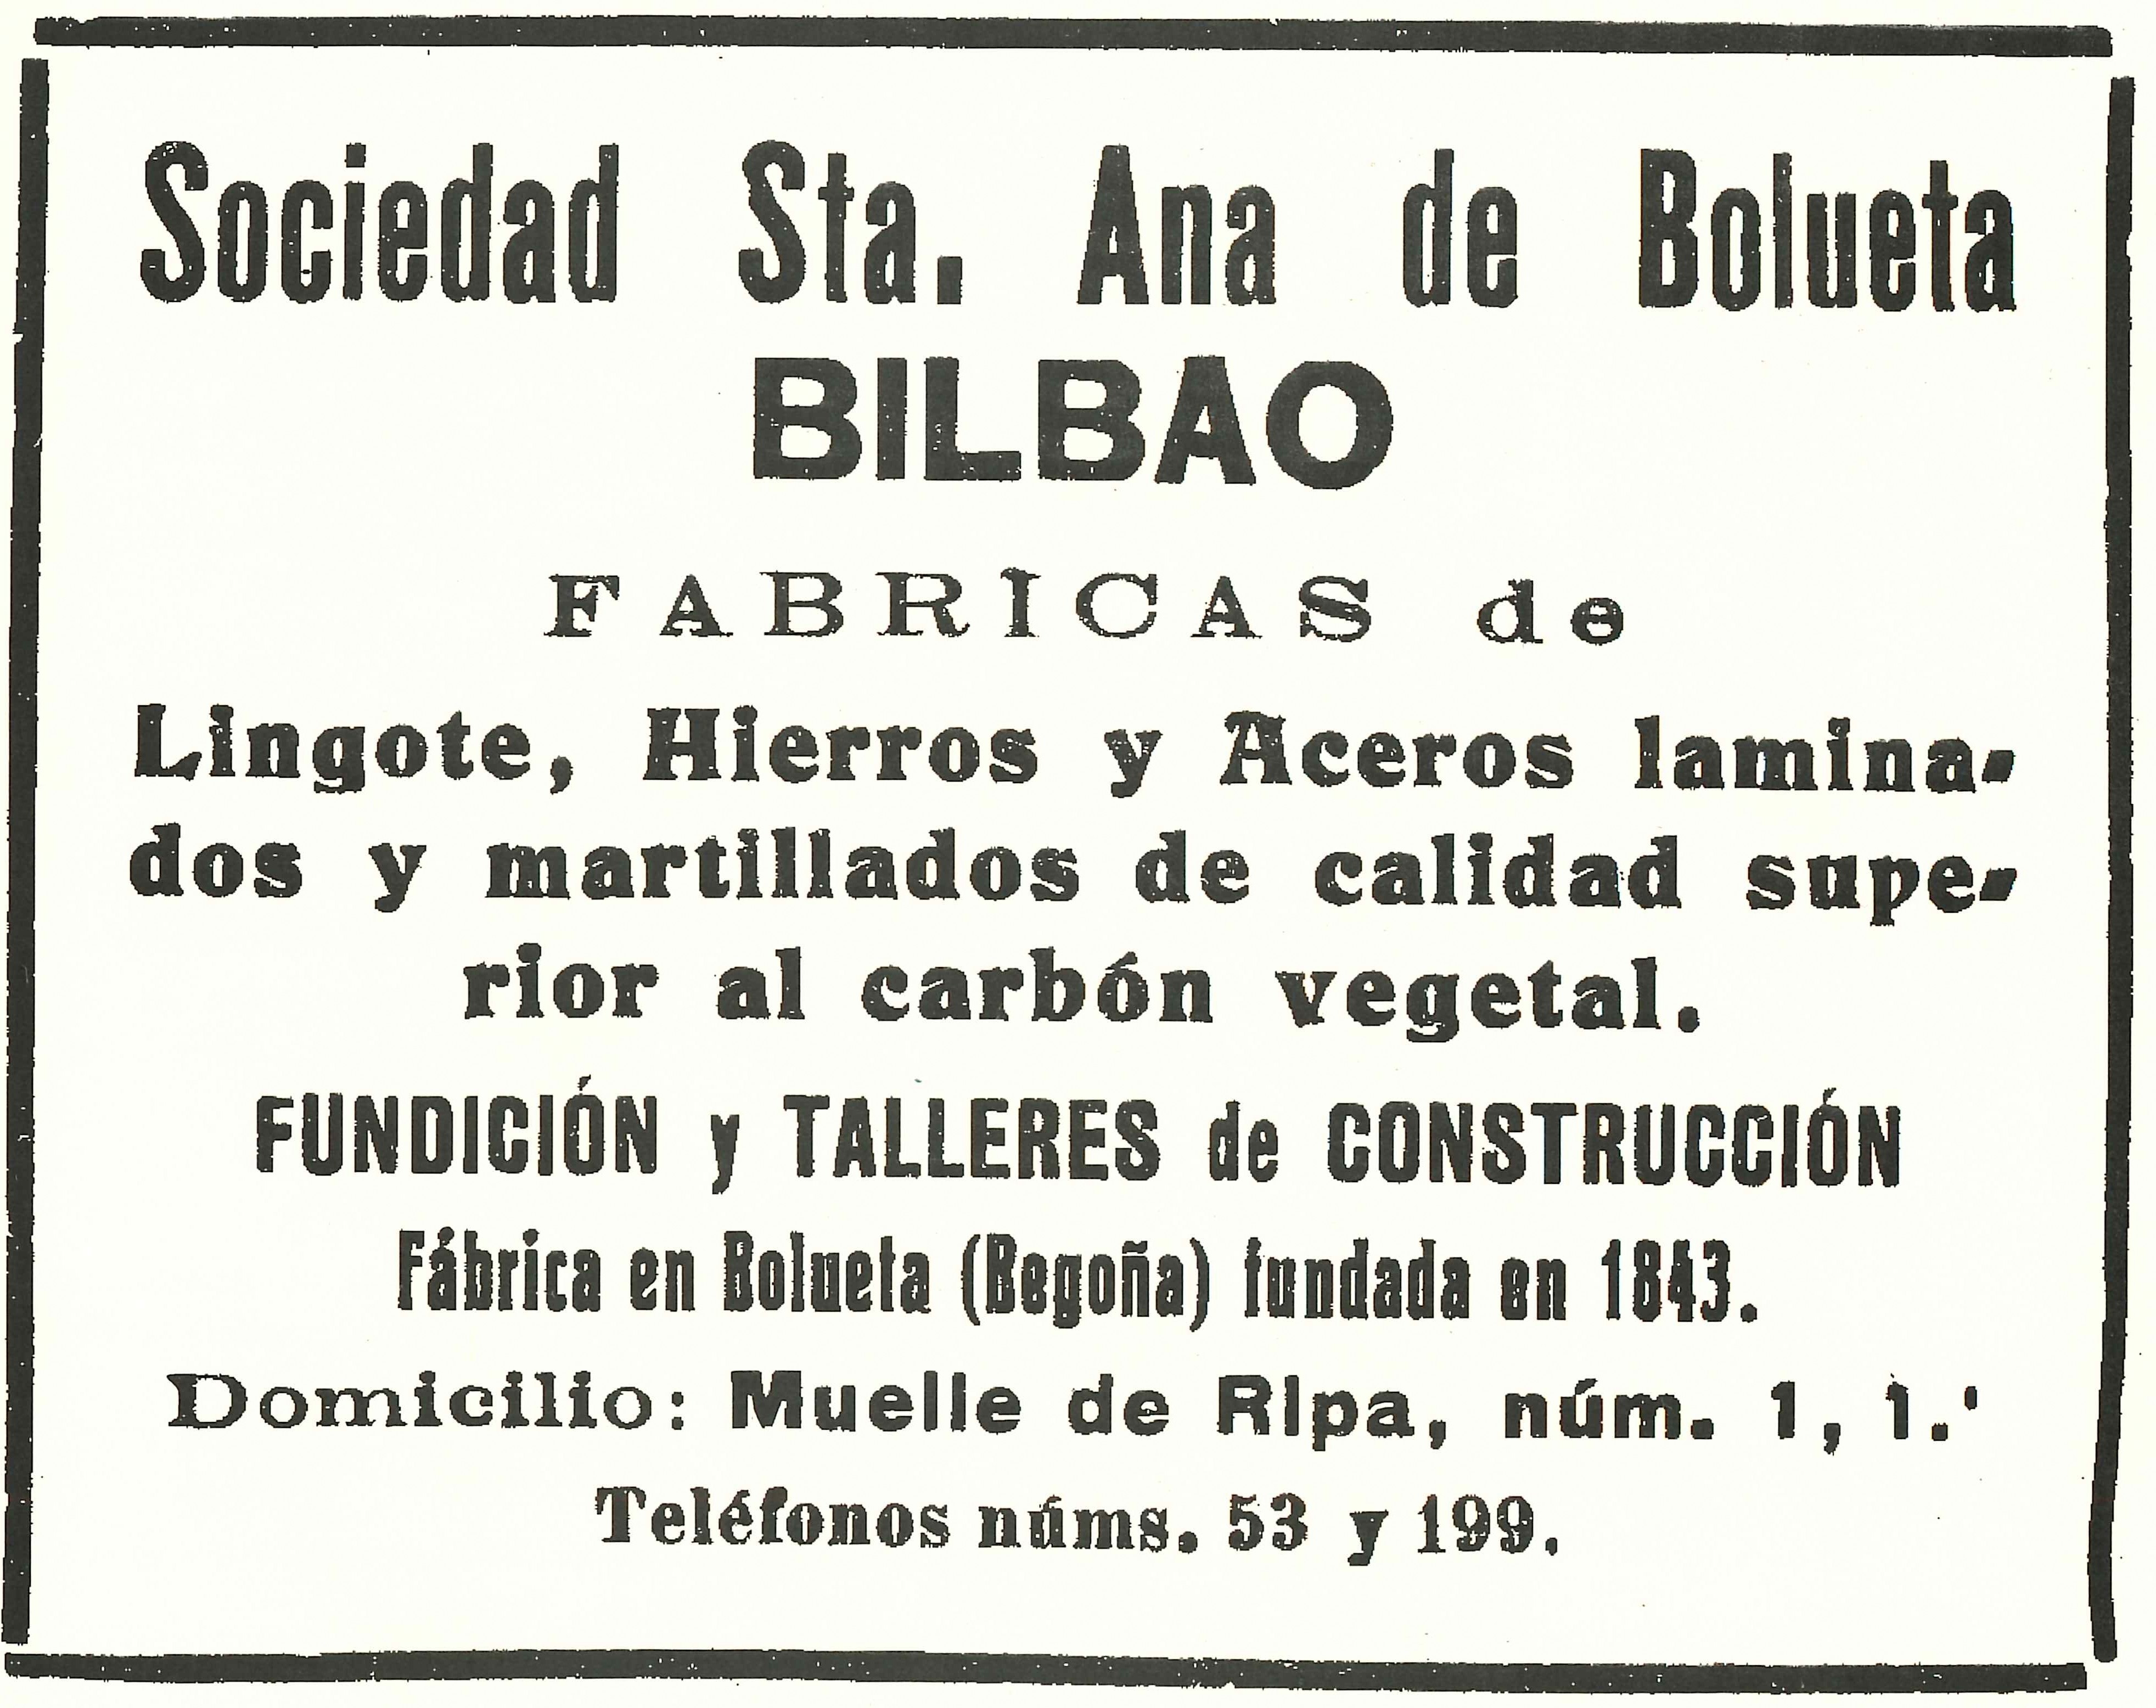 Sociedad Sta. Ana de Bolueta
BILBAO
FABRICAS de
Lingote, Hierros y Aceros lamina-
dos y martillados de calidad supe-
rior al carbón vegetal.
FUNDICIÓN y TALLERES de CONSTRUCCIÓN
Fábrica en Bolueta (Begoña) fundada en 1843.
Domicilio: Muelle de Ripa, núm. 1, 1.º
Teléfonos núms. 53 y 199.